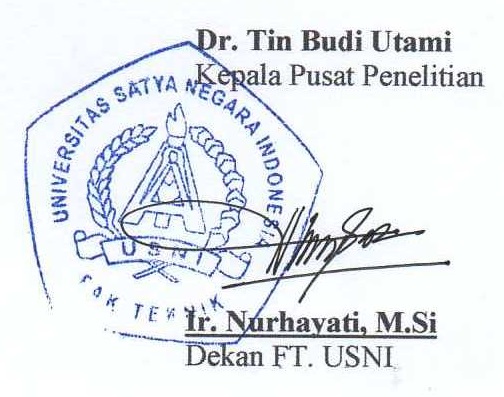 Dr. Tin Budi Utami
Kepala Pusat Penelitian
UNIVERSITAS SATYA NEGARA INDONESIA
USNI
FAK TEKNIK
Ir. Nurhayati, M.Si
Dekan FT. USNI